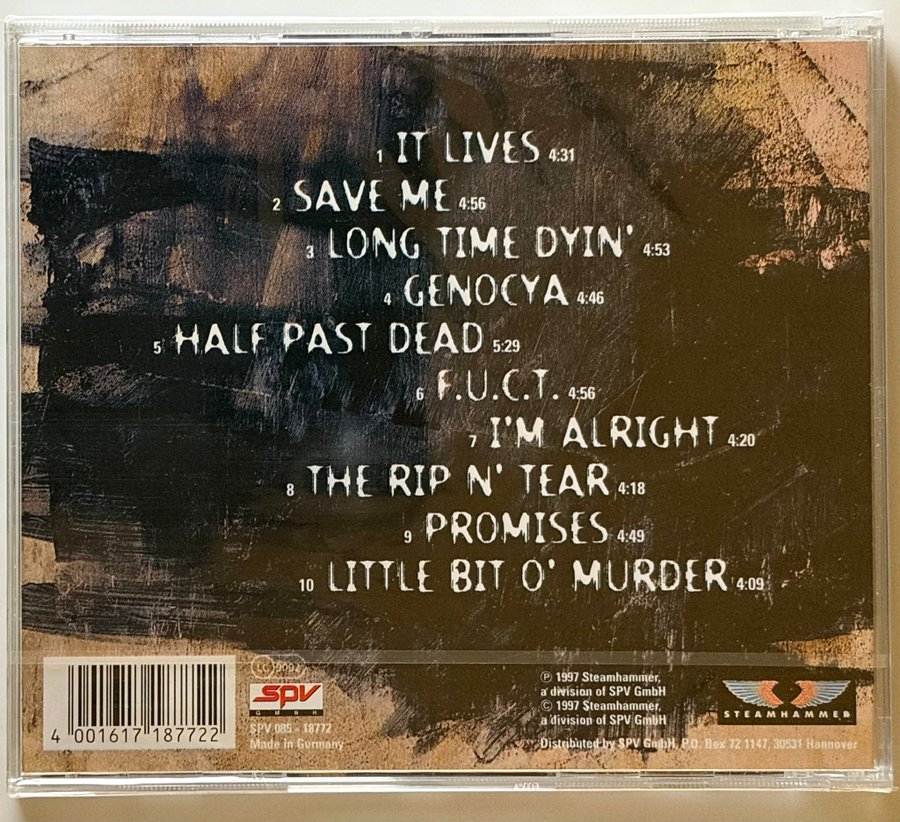 1 IT LIVES 4:31
2 SAVE ME 4:56
3 LONG TIME DYIN' 4:53
4 GENOCYA 4:46
5 HALF PAST DEAD 5:29
6 F.U.C.T. 4:56
7 I'M ALRIGHT 4:20
8 THE RIP N' TEAR 4:18
9 PROMISES 4:49
10 LITTLE BIT O' MURDER 4:09
4 001617 187722
LC
SPV
GMBH
SPV 085 - 18772
Made in Germany
℗ 1997 Steamhammer,
a division of SPV GmbH
© 1997 Steamhammer,
a division of SPV GmbH
Distributed by SPV GmbH, P.O. Box 72 1147, 30531 Hannover
STEAMHAMMER